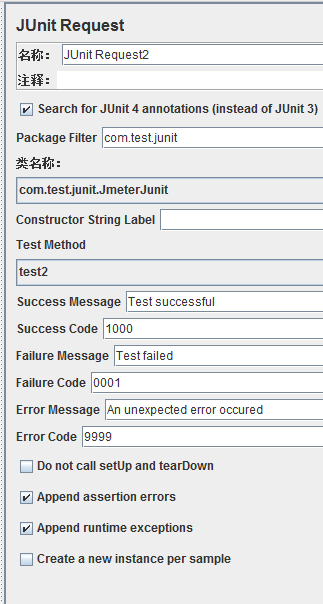 JUnit Request
名称： JUnit Request2
注释：
Search for JUnit 4 annotations (instead of JUnit 3)
Package Filter com.test.junit
类名称：
com.test.junit.JmeterJunit
Constructor String Label
Test Method
test2
Success Message Test successful
Success Code 1000
Failure Message Test failed
Failure Code 0001
Error Message An unexpected error occured
Error Code 9999
Do not call setUp and tearDown
Append assertion errors
Append runtime exceptions
Create a new instance per sample